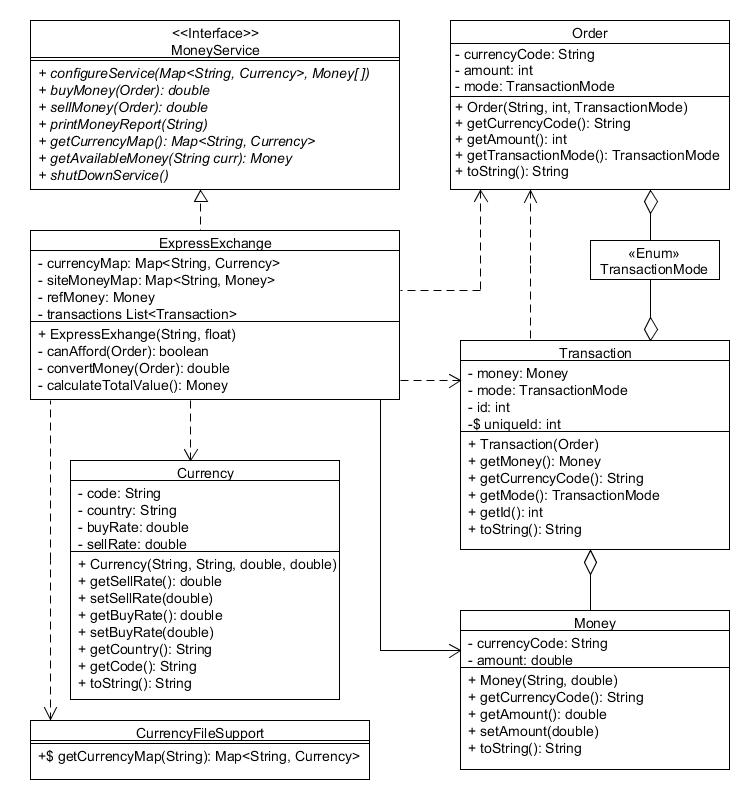 <<Interface>>
MoneyService
+ configureService(Map<String, Currency>, Money[])
+ buyMoney(Order): double
+ sellMoney(Order): double
+ printMoneyReport(String)
+ getCurrencyMap(): Map<String, Currency>
+ getAvailableMoney(String curr): Money
+ shutDownService()
Order
- currencyCode: String
- amount: int
- mode: TransactionMode
+ Order(String, int, TransactionMode)
+ getCurrencyCode(): String
+ getAmount(): int
+ getTransactionMode(): TransactionMode
+ toString(): String
ExpressExchange
- currencyMap: Map<String, Currency>
- siteMoneyMap: Map<String, Money>
- refMoney: Money
- transactions List<Transaction>
+ ExpressExhange(String, float)
- canAfford(Order): boolean
- convertMoney(Order): double
- calculateTotalValue(): Money
«Enum»
TransactionMode
Transaction
- money: Money
- mode: TransactionMode
- id: int
-$ uniqueId: int
+ Transaction(Order)
+ getMoney(): Money
+ getCurrencyCode(): String
+ getMode(): TransactionMode
+ getId(): int
+ toString(): String
Currency
- code: String
- country: String
- buyRate: double
- sellRate: double
+ Currency(String, String, double, double)
+ getSellRate(): double
+ setSellRate(double)
+ getBuyRate(): double
+ setBuyRate(double)
+ getCountry(): String
+ getCode(): String
+ toString(): String
Money
- currencyCode: String
- amount: double
+ Money(String, double)
+ getCurrencyCode(): String
+ getAmount(): double
+ setAmount(double)
+ toString(): String
CurrencyFileSupport
+$ getCurrencyMap(String): Map<String, Currency>